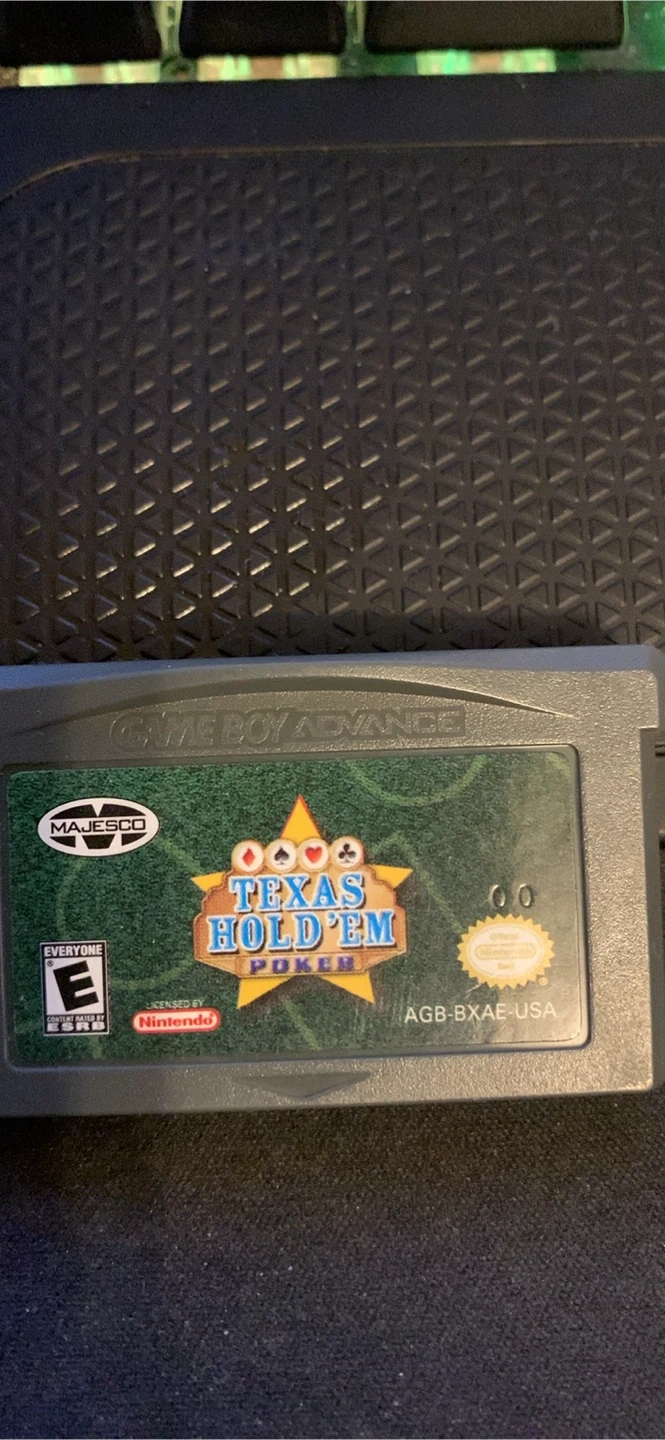 GAME BOY ADVANCE
MAJESCO
TEXAS
HOLD'EM
POKER
00
EVERYONE
E
CONTENT RATED BY
ESRB
LICENSED BY
Nintendo
Seal
AGB-BXAE-USA